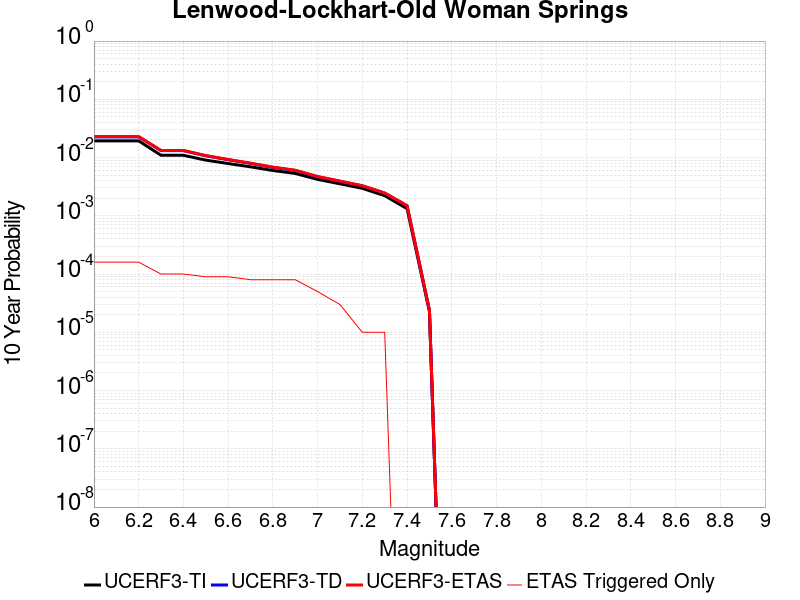 Lenwood-Lockhart-Old Woman Springs
10 Year Probability
10^0
10^-1
10^-2
10^-3
10^-4
10^-5
10^-6
10^-7
10^-8
6 6.2 6.4 6.6 6.8 7 7.2 7.4 7.6 7.8 8 8.2 8.4 8.6 8.8 9
Magnitude
UCERF3-TI UCERF3-TD UCERF3-ETAS ETAS Triggered Only